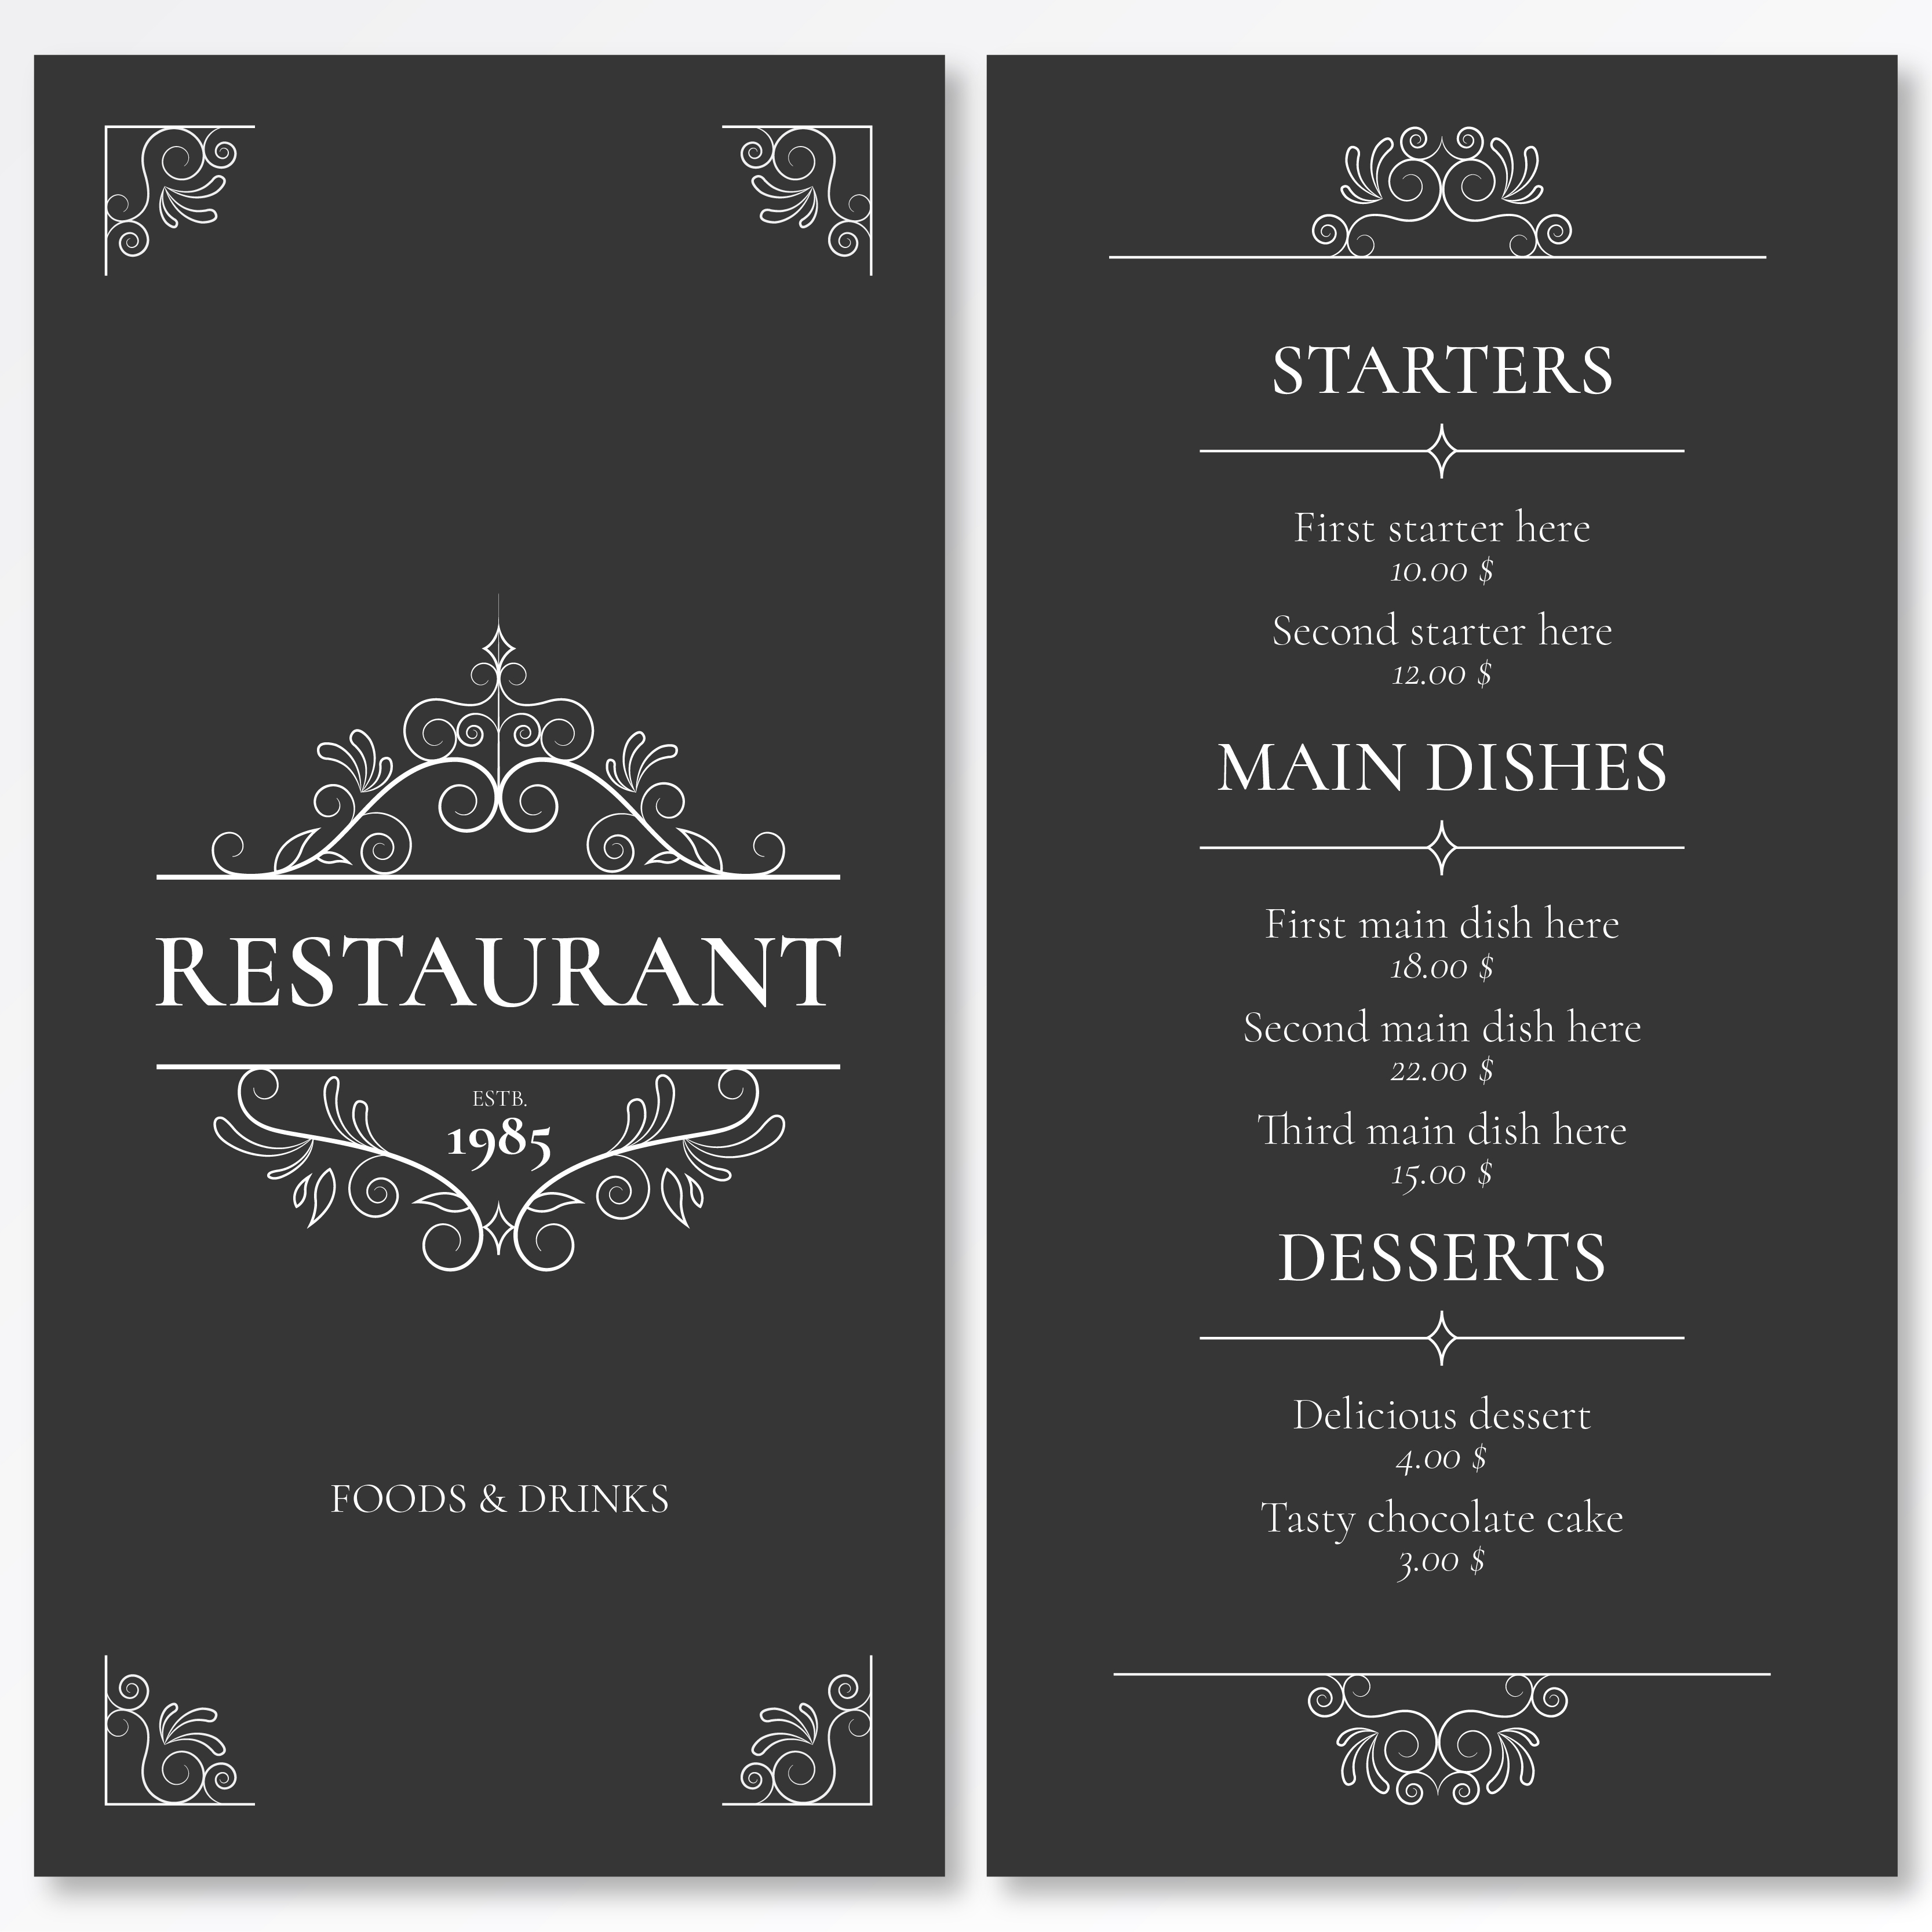 RESTAURANT
ESTB.
1985
FOODS & DRINKS
STARTERS
First starter here
10.00 $
Second starter here
12.00 $
MAIN DISHES
First main dish here
18.00 $
Second main dish here
22.00 $
Third main dish here
15.00 $
DESSERTS
Delicious dessert
4.00 $
Tasty chocolate cake
3.00 $